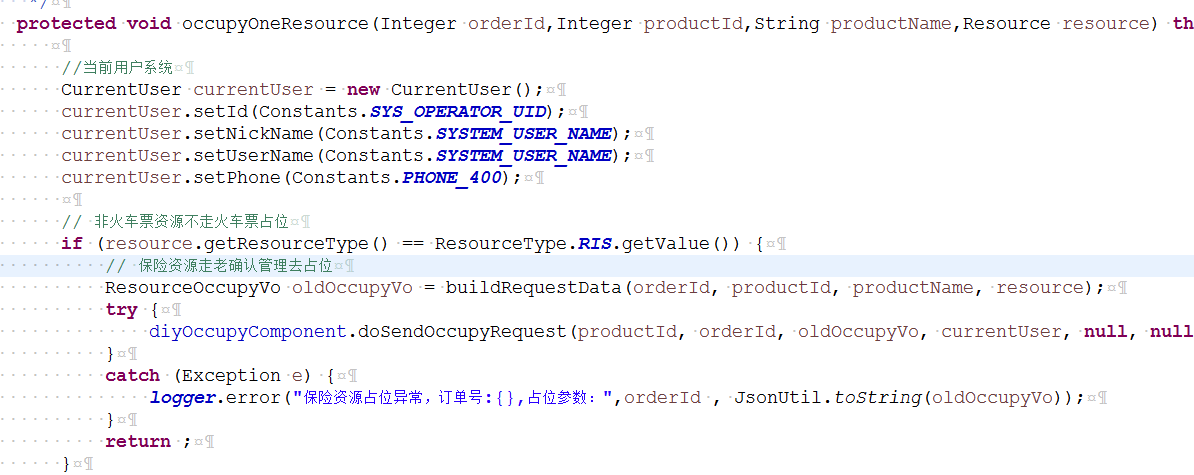 */
protected void occupyOneResource(Integer orderId,Integer productId,String productName,Resource resource) th
//当前用户系统
CurrentUser currentUser = new CurrentUser();
currentUser.setId(Constants.SYS_OPERATOR_UID);
currentUser.setNickName(Constants.SYSTEM_USER_NAME);
currentUser.setUserName(Constants.SYSTEM_USER_NAME);
currentUser.setPhone(Constants.PHONE_400);
// 非火车票资源不走火车票占位
if (resource.getResourceType() == ResourceType.RIS.getValue()) {
// 保险资源走老确认管理去占位
ResourceOccupyVo oldOccupyVo = buildRequestData(orderId, productId, productName, resource);
try {
diyOccupyComponent.doSendOccupyRequest(productId, orderId, oldOccupyVo, currentUser, null, null
}
catch (Exception e) {
logger.error("保险资源占位异常，订单号:{},占位参数：",orderId , JsonUtil.toString(oldOccupyVo));
}
return ;
}